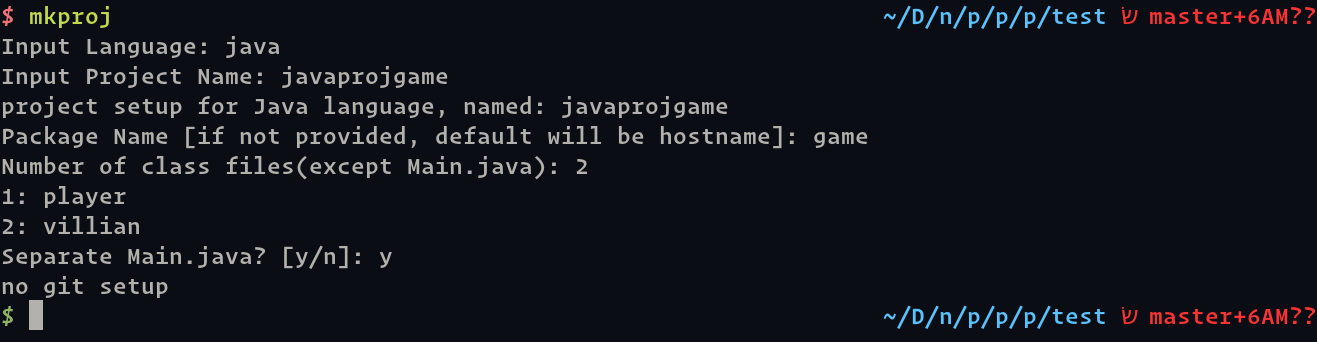 $ mkproj ~/D/n/p/p/p/test שׂ master+6AM??
Input Language: java
Input Project Name: javaprojgame
project setup for Java language, named: javaprojgame
Package Name [if not provided, default will be hostname]: game
Number of class files(except Main.java): 2
1: player
2: villian
Separate Main.java? [y/n]: y
no git setup
$ ~/D/n/p/p/p/test שׂ master+6AM??